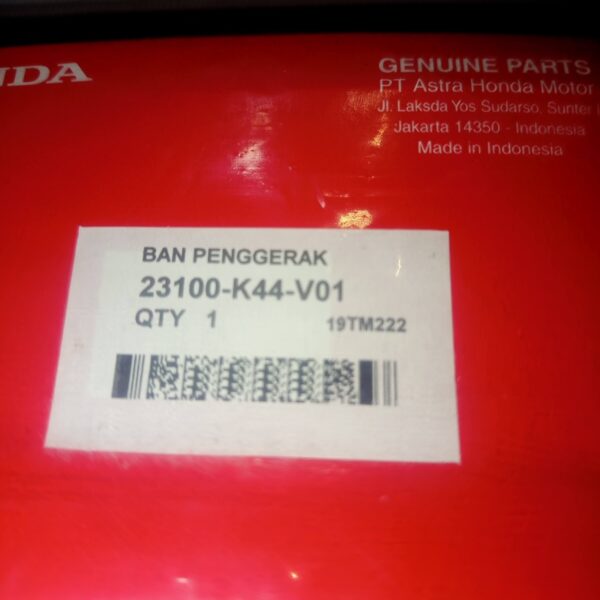 NDA
GENUINE PARTS
PT Astra Honda Motor
Jl. Laksda Yos Sudarso, Sunter
Jakarta 14350 - Indonesia
Made in Indonesia
BAN PENGGERAK
23100-K44-V01
QTY 1
19TM222